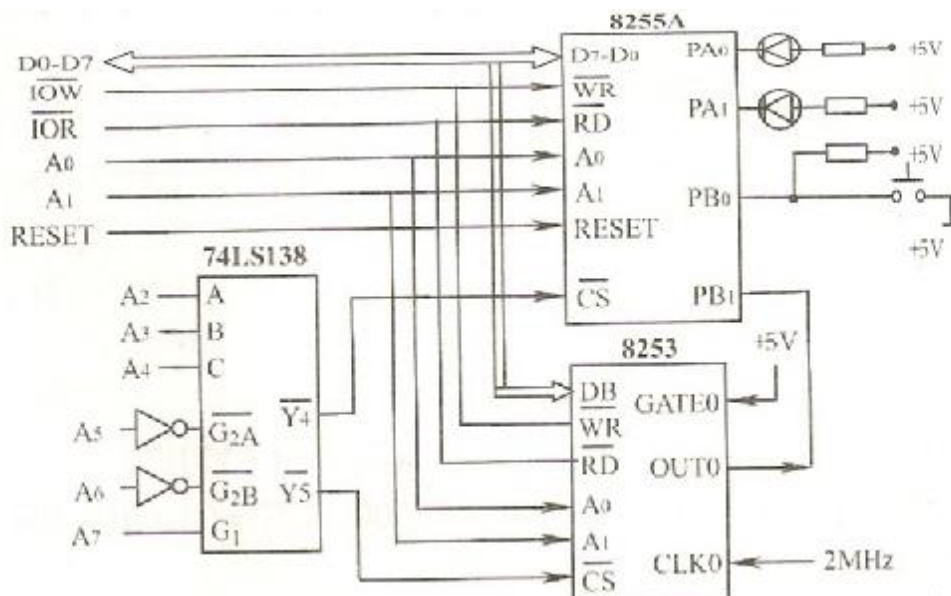 8255A
D0-D7
D7-D0
PA0
+5V
IOW
WR
IOR
RD
PA1
+5V
A0
A0
+5V
A1
A1
PB0
RESET
RESET
+5V
74LS138
A2
A
CS
PB1
A3
B
8253
+5V
A4
C
DB
GATE0
A5
G2A
Y4
WR
RD
OUT0
A6
G2B
Y5
A0
A7
G1
A1
CS
CLK0
2MHz